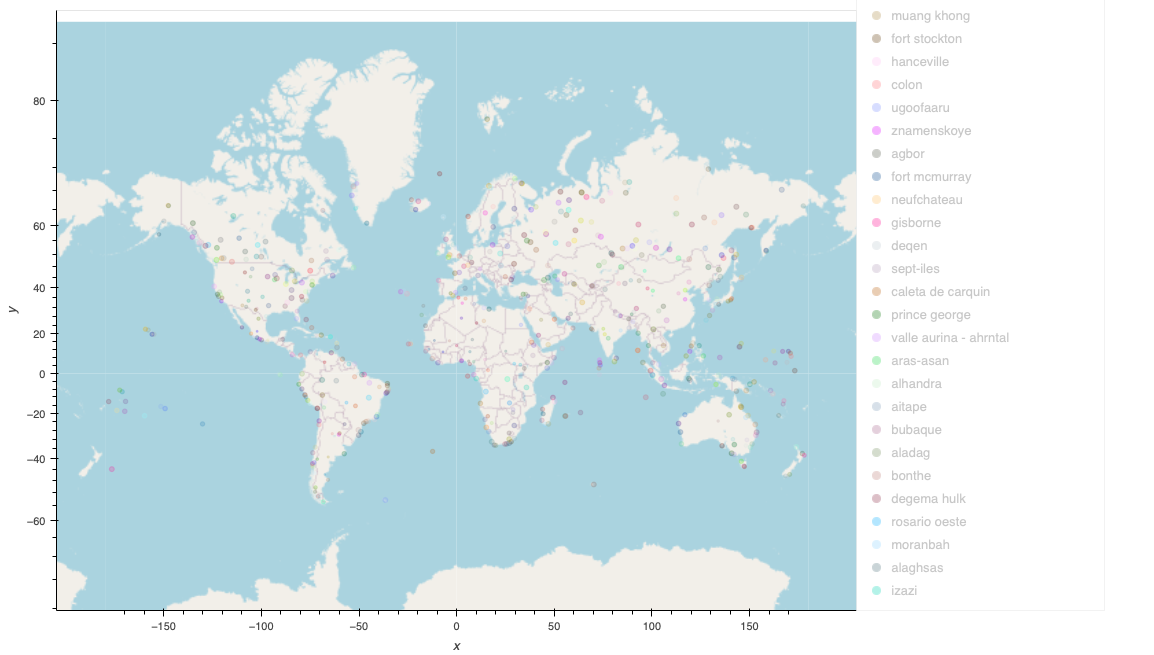 muang khong
fort stockton
hanceville
colon
ugoofaaru
znamenskoye
agbor
fort mcmurray
neufchateau
gisborne
deqen
sept-iles
caleta de carquin
prince george
valle aurina - ahrntal
aras-asan
alhandra
aitape
bubaque
aladag
bonthe
degema hulk
rosario oeste
moranbah
alaghsas
izazi
80
60
40
20
0
−20
−40
−60
y
−150
−100
−50
0
50
100
150
x